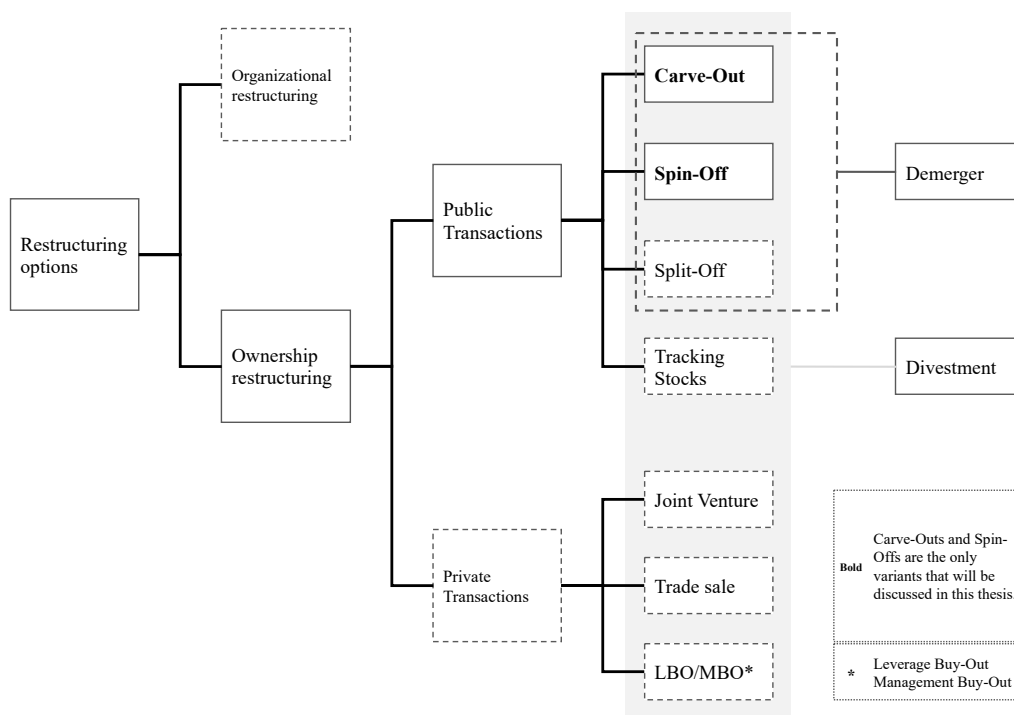 Organizational
restructuring
Restructuring
options
Ownership
restructuring
Public
Transactions
Private
Transactions
Carve-Out
Spin-Off
Split-Off
Tracking
Stocks
Joint Venture
Trade sale
LBO/MBO*
Demerger
Divestment
Bold
Carve-Outs and Spin-
Offs are the only
variants that will be
discussed in this thesis.
*
Leverage Buy-Out
Management Buy-Out